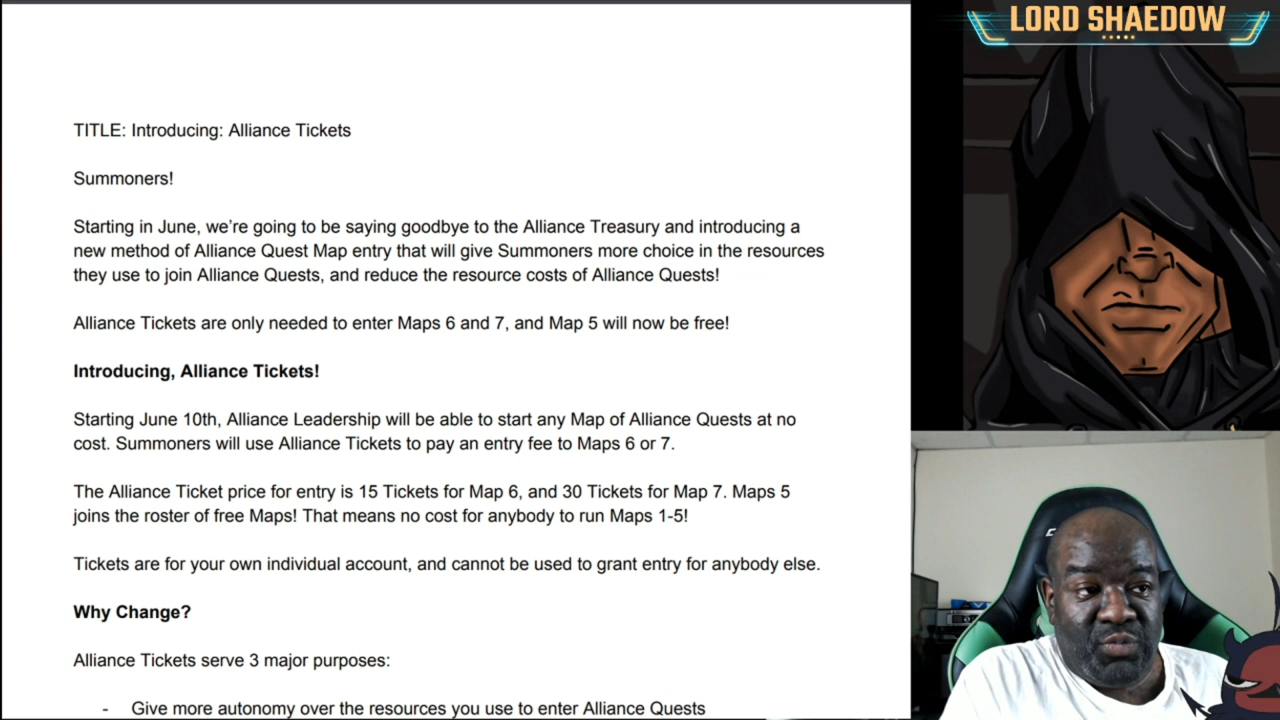 TITLE: Introducing: Alliance Tickets
Summoners!
Starting in June, we're going to be saying goodbye to the Alliance Treasury and introducing a
new method of Alliance Quest Map entry that will give Summoners more choice in the resources
they use to join Alliance Quests, and reduce the resource costs of Alliance Quests!
Alliance Tickets are only needed to enter Maps 6 and 7, and Map 5 will now be free!
Introducing, Alliance Tickets!
Starting June 10th, Alliance Leadership will be able to start any Map of Alliance Quests at no
cost. Summoners will use Alliance Tickets to pay an entry fee to Maps 6 or 7.
The Alliance Ticket price for entry is 15 Tickets for Map 6, and 30 Tickets for Map 7. Maps 5
joins the roster of free Maps! That means no cost for anybody to run Maps 1-5!
Tickets are for your own individual account, and cannot be used to grant entry for anybody else.
Why Change?
Alliance Tickets serve 3 major purposes:
- Give more autonomy over the resources you use to enter Alliance Quests
LORD SHAEDOW